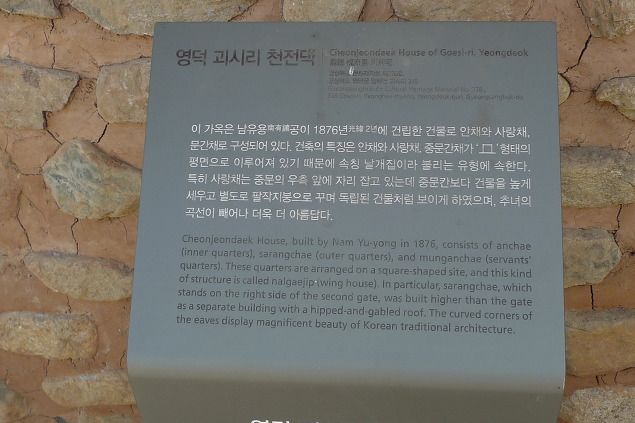 영덕 괴시리 천전댁
Cheonjeondaek House of Goesi-ri, Yeongdeok
이 가옥은 남유용南有鏞공이 1876년光緖 2년에 건립한 건물로 안채와 사랑채,
문간채로 구성되어 있다. 건축의 특징은 안채와 사랑채, 중문간채가 형태의
평면으로 이루어져 있기 때문에 속칭 날개집이라 불리는 유형에 속한다.
특히 사랑채는 중문의 우측 앞에 자리 잡고 있는데 중문칸보다 건물을 높게
세우고 별도로 팔작지붕으로 꾸며 독립된 건물처럼 보이게 하였으며, 추녀의
곡선이 빼어나 더욱 더 아름답다.
Cheonjeondaek House, built by Nam Yu-yong in 1876, consists of anchae
(inner quarters), sarangchae (outer quarters), and munganchae (servants'
quarters). These quarters are arranged on a square-shaped site, and this kind
of structure is called nalgaejip (wing house). In particular, sarangchae, which
stands on the right side of the second gate, was built higher than the gate
as a separate building with a hipped-and-gabled roof. The curved corners of
the eaves display magnificent beauty of Korean traditional architecture.